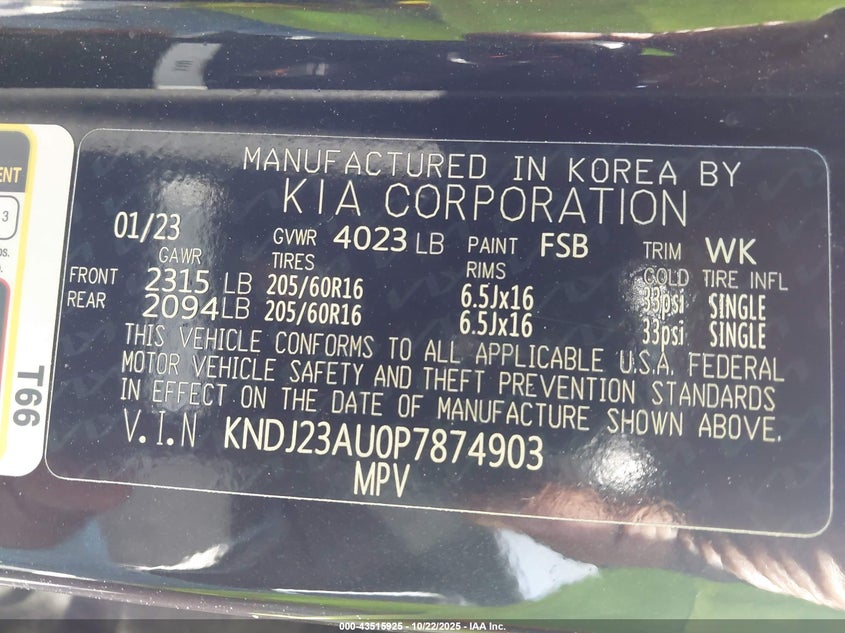 MANUFACTURED IN KOREA BY
KIA CORPORATION
01/23 GVWR 4023 LB PAINT FSB TRIM WK
GAWR TIRES RIMS COLD TIRE INFL
FRONT 2315 LB 205/60R16 6.5Jx16 33psi SINGLE
REAR 2094LB 205/60R16 6.5Jx16 33psi SINGLE
THIS VEHICLE CONFORMS TO ALL APPLICABLE U.S.A. FEDERAL
MOTOR VEHICLE SAFETY AND THEFT PREVENTION STANDARDS
IN EFFECT ON THE DATE OF MANUFACTURE SHOWN ABOVE.
V.I.N KNDJ23AU0P7874903
MPV
3
T66
000-43515925 - 10/22/2025 - IAA Inc.